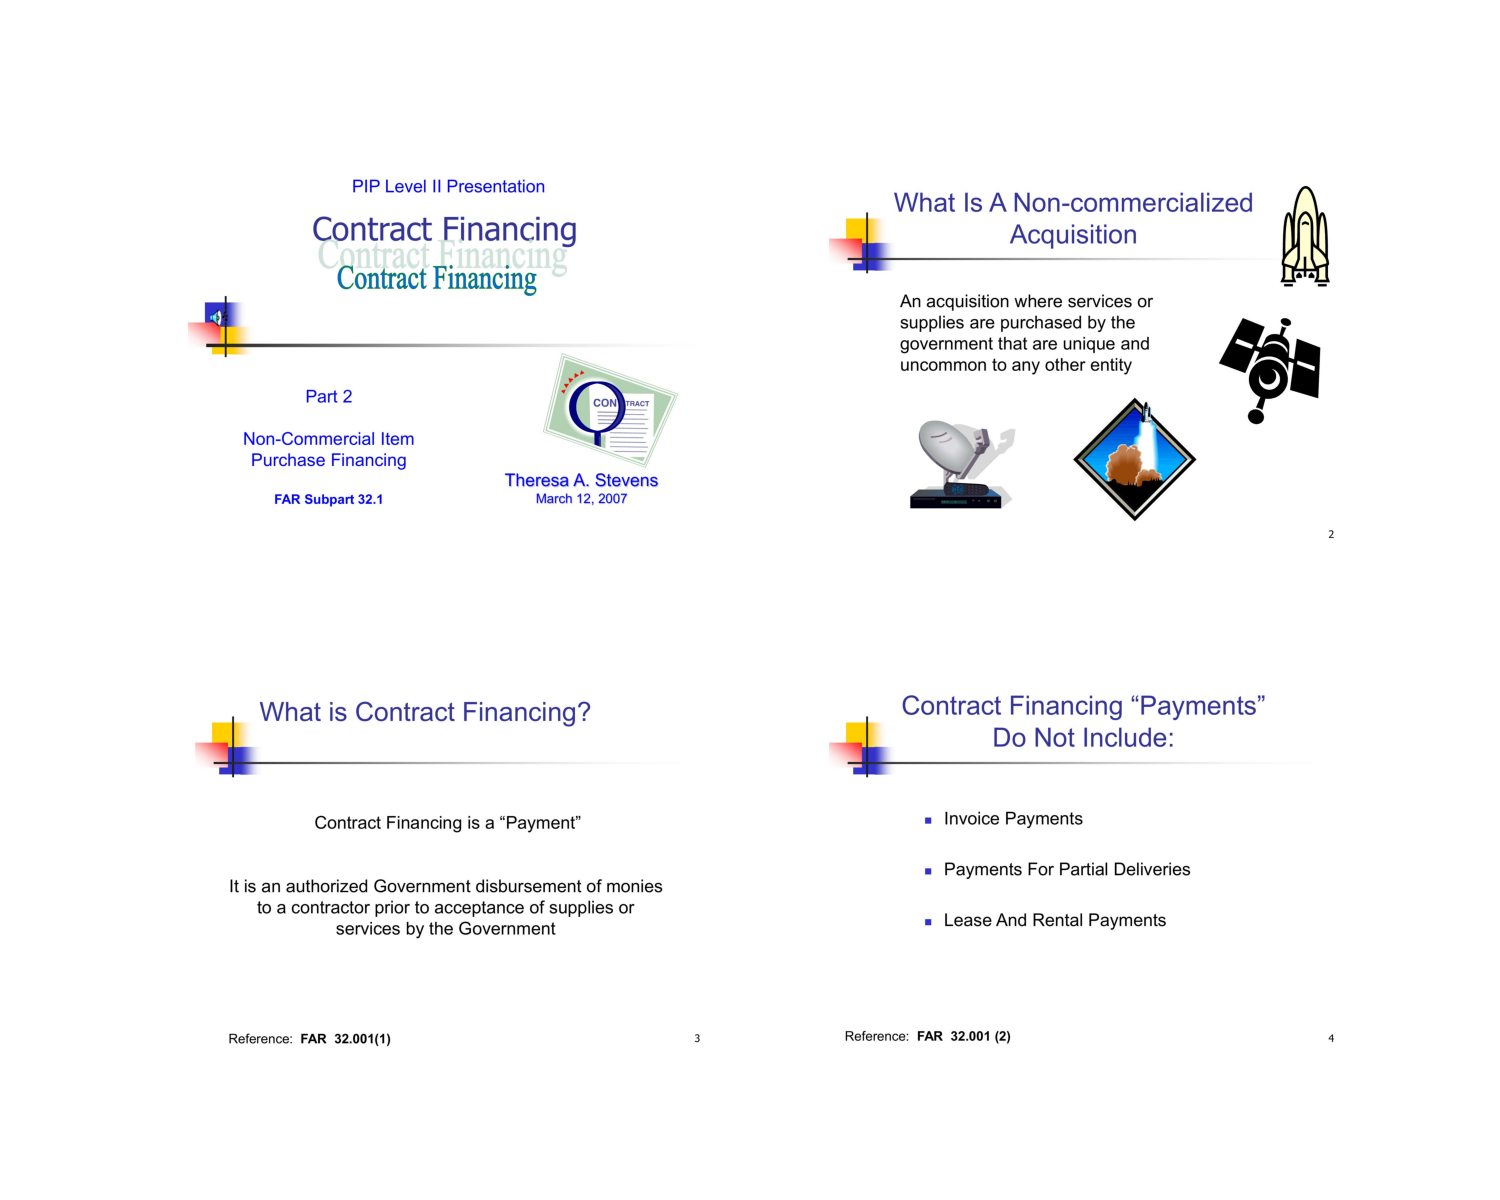 PIP Level II Presentation
Contract Financing
Contract Financing
Contract Financing
CONTRACT
Part 2
Non-Commercial Item
Purchase Financing
FAR Subpart 32.1
Theresa A. Stevens
March 12, 2007
What Is A Non-commercialized
Acquisition
An acquisition where services or
supplies are purchased by the
government that are unique and
uncommon to any other entity
2
What is Contract Financing?
Contract Financing is a “Payment”
It is an authorized Government disbursement of monies
to a contractor prior to acceptance of supplies or
services by the Government
Reference: FAR 32.001(1)
3
Contract Financing “Payments”
Do Not Include:
Invoice Payments
Payments For Partial Deliveries
Lease And Rental Payments
Reference: FAR 32.001 (2)
4